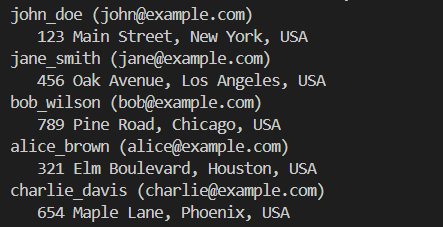 john_doe (john@example.com)
123 Main Street, New York, USA
jane_smith (jane@example.com)
456 Oak Avenue, Los Angeles, USA
bob_wilson (bob@example.com)
789 Pine Road, Chicago, USA
alice_brown (alice@example.com)
321 Elm Boulevard, Houston, USA
charlie_davis (charlie@example.com)
654 Maple Lane, Phoenix, USA